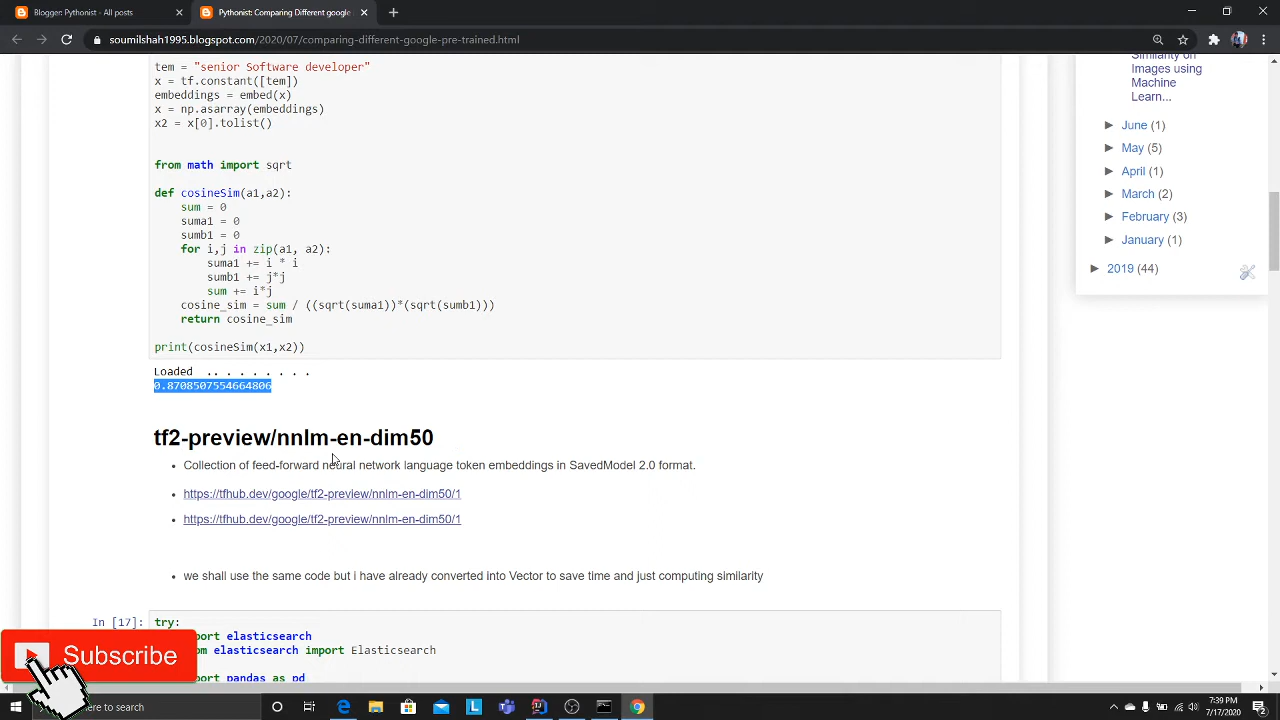 Bloggen Pythonist - All posts
Pythonist: Comparing Different google
soumilshah1995.blogspot.com/2020/07/comparing-different-google-pre-trained.html
tem = "senior Software developer"
x = tf.constant([tem])
embeddings = embed(x)
x = np.asarray(embeddings)
x2 = x[0].tolist()
from math import sqrt
def cosineSim(a1,a2):
sum = 0
suma1 = 0
sumb1 = 0
for i,j in zip(a1, a2):
suma1 += i * i
sumb1 += j*j
sum += i*j
cosine_sim = sum / ((sqrt(suma1))*(sqrt(sumb1)))
return cosine_sim
print(cosineSim(x1,x2))
Loaded .. . . . . . . .
0.8708507554664806
tf2-preview/nnlm-en-dim50
• Collection of feed-forward neural network language token embeddings in SavedModel 2.0 format.
• https://tfhub.dev/google/tf2-preview/nnlm-en-dim50/1
• https://tfhub.dev/google/tf2-preview/nnlm-en-dim50/1
• we shall use the same code but i have already converted into Vector to save time and just computing similarity
In [17]: try:
port elasticsearch
om elasticsearch import Elasticsearch
port pandas as pd
Similarity on
Images using
Machine
Learn...
► June (1)
► May (5)
► April (1)
► March (2)
► February (3)
► January (1)
► 2019 (44)
Subscribe
here to search
7:39 PM
7/17/2020